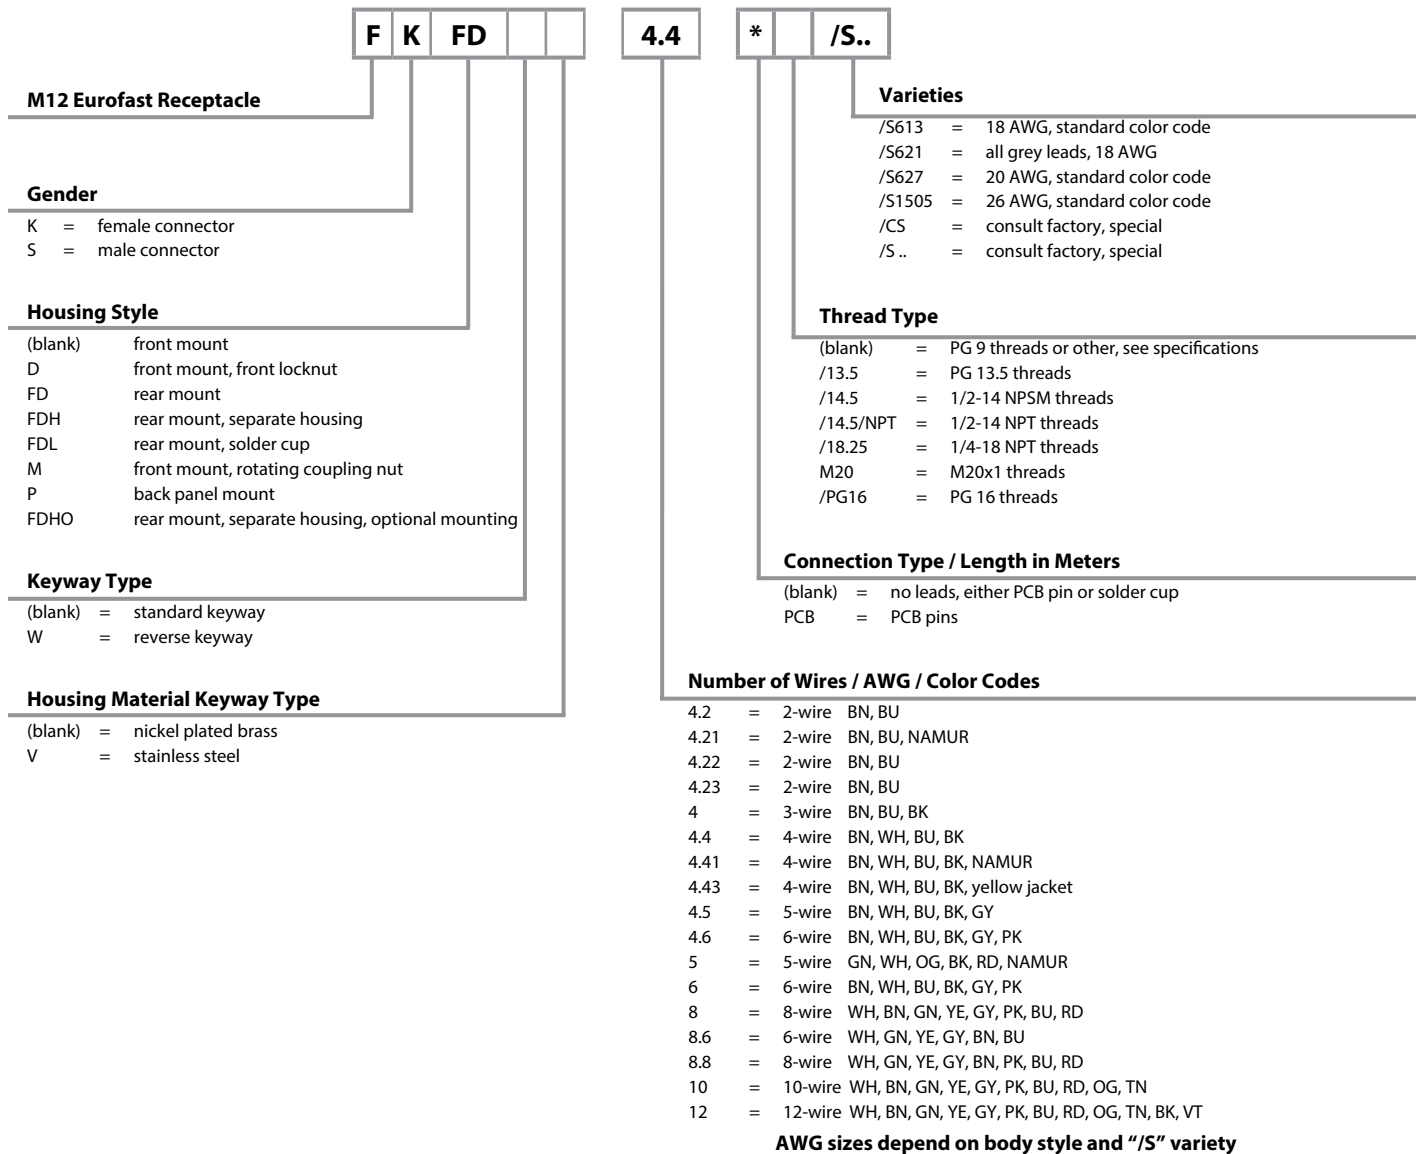 F K FD 4.4 * /S..
M12 Eurofast Receptacle
Gender
K = female connector
S = male connector
Housing Style
(blank) front mount
D front mount, front locknut
FD rear mount
FDH rear mount, separate housing
FDL rear mount, solder cup
M front mount, rotating coupling nut
P back panel mount
FDHO rear mount, separate housing, optional mounting
Keyway Type
(blank) = standard keyway
W = reverse keyway
Housing Material Keyway Type
(blank) = nickel plated brass
V = stainless steel
Varieties
/S613 = 18 AWG, standard color code
/S621 = all grey leads, 18 AWG
/S627 = 20 AWG, standard color code
/S1505 = 26 AWG, standard color code
/CS = consult factory, special
/S .. = consult factory, special
Thread Type
(blank) = PG 9 threads or other, see specifications
/13.5 = PG 13.5 threads
/14.5 = 1/2-14 NPSM threads
/14.5/NPT = 1/2-14 NPT threads
/18.25 = 1/4-18 NPT threads
M20 = M20x1 threads
/PG16 = PG 16 threads
Connection Type / Length in Meters
(blank) = no leads, either PCB pin or solder cup
PCB = PCB pins
Number of Wires / AWG / Color Codes
4.2 = 2-wire BN, BU
4.21 = 2-wire BN, BU, NAMUR
4.22 = 2-wire BN, BU
4.23 = 2-wire BN, BU
4 = 3-wire BN, BU, BK
4.4 = 4-wire BN, WH, BU, BK
4.41 = 4-wire BN, WH, BU, BK, NAMUR
4.43 = 4-wire BN, WH, BU, BK, yellow jacket
4.5 = 5-wire BN, WH, BU, BK, GY
4.6 = 6-wire BN, WH, BU, BK, GY, PK
5 = 5-wire GN, WH, OG, BK, RD, NAMUR
6 = 6-wire BN, WH, BU, BK, GY, PK
8 = 8-wire WH, BN, GN, YE, GY, PK, BU, RD
8.6 = 6-wire WH, GN, YE, GY, BN, BU
8.8 = 8-wire WH, GN, YE, GY, BN, PK, BU, RD
10 = 10-wire WH, BN, GN, YE, GY, PK, BU, RD, OG, TN
12 = 12-wire WH, BN, GN, YE, GY, PK, BU, RD, OG, TN, BK, VT
AWG sizes depend on body style and “/S” variety